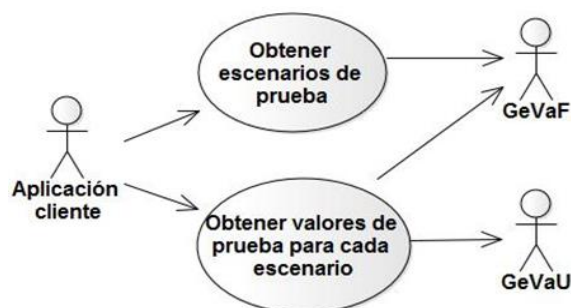 Obtener
escenarios de
prueba
GeVaF
Aplicación
cliente
Obtener valores de
prueba para cada
escenario
GeVaU